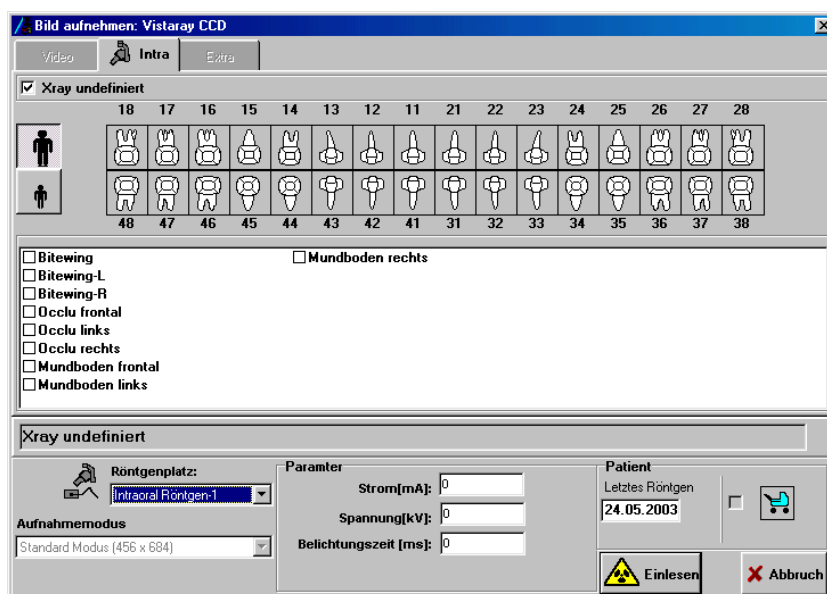 Bild aufnehmen: Vistaray CCD
Video
Intra
Extra
Xray undefiniert
18 17 16 15 14 13 12 11 21 22 23 24 25 26 27 28
48 47 46 45 44 43 42 41 31 32 33 34 35 36 37 38
Bitewing
Bitewing-L
Bitewing-R
Occlu frontal
Occlu links
Occlu rechts
Mundboden frontal
Mundboden links
Mundboden rechts
Xray undefiniert
Röntgenplatz:
Intraoral Röntgen-1
Aufnahmemodus
Standard Modus (456 x 684)
Paramter
Strom[mA]: 0
Spannung[kV]: 0
Belichtungszeit [ms]: 0
Patient
Letztes Röntgen
24.05.2003
Einlesen
Abbruch